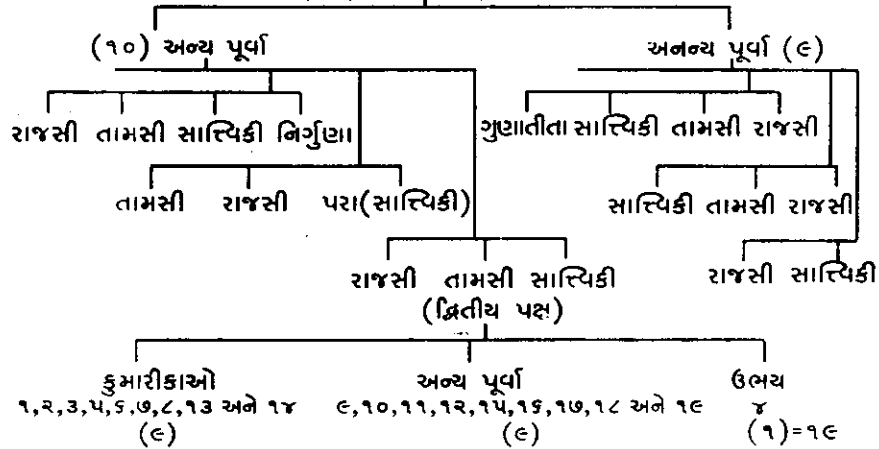 (૧૦) અન્ય પૂર્વા અનન્ય પૂર્વા (૯)
રાજસી તામસી સાત્ત્વિકી નિર્ગુણા ગુણાતીતા સાત્ત્વિકી તામસી રાજસી
તામસી રાજસી પરા(સાત્ત્વિકી) સાત્ત્વિકી તામસી રાજસી
રાજસી તામસી સાત્ત્વિકી રાજસી સાત્ત્વિકી
(દ્વિતીય પક્ષ)
કુમારીકાઓ અન્ય પૂર્વા ઉભય
૧,૨,૩,૫,૬,૭,૮,૧૩ અને ૧૪ ૯,૧૦,૧૧,૧૨,૧૫,૧૬,૧૭,૧૮ અને ૧૯ ૪
(૯) (૯) (૧)=૧૯